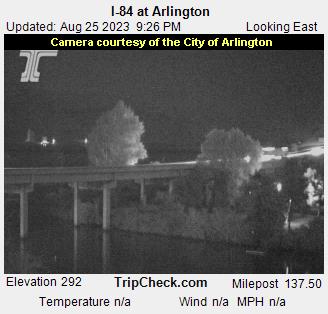 I-84 at Arlington
Updated: Aug 25 2023 9:26 PM Looking East
Camera courtesy of the City of Arlington
Elevation 292 TripCheck.com Milepost 137.50
Temperature n/a Wind n/a MPH n/a